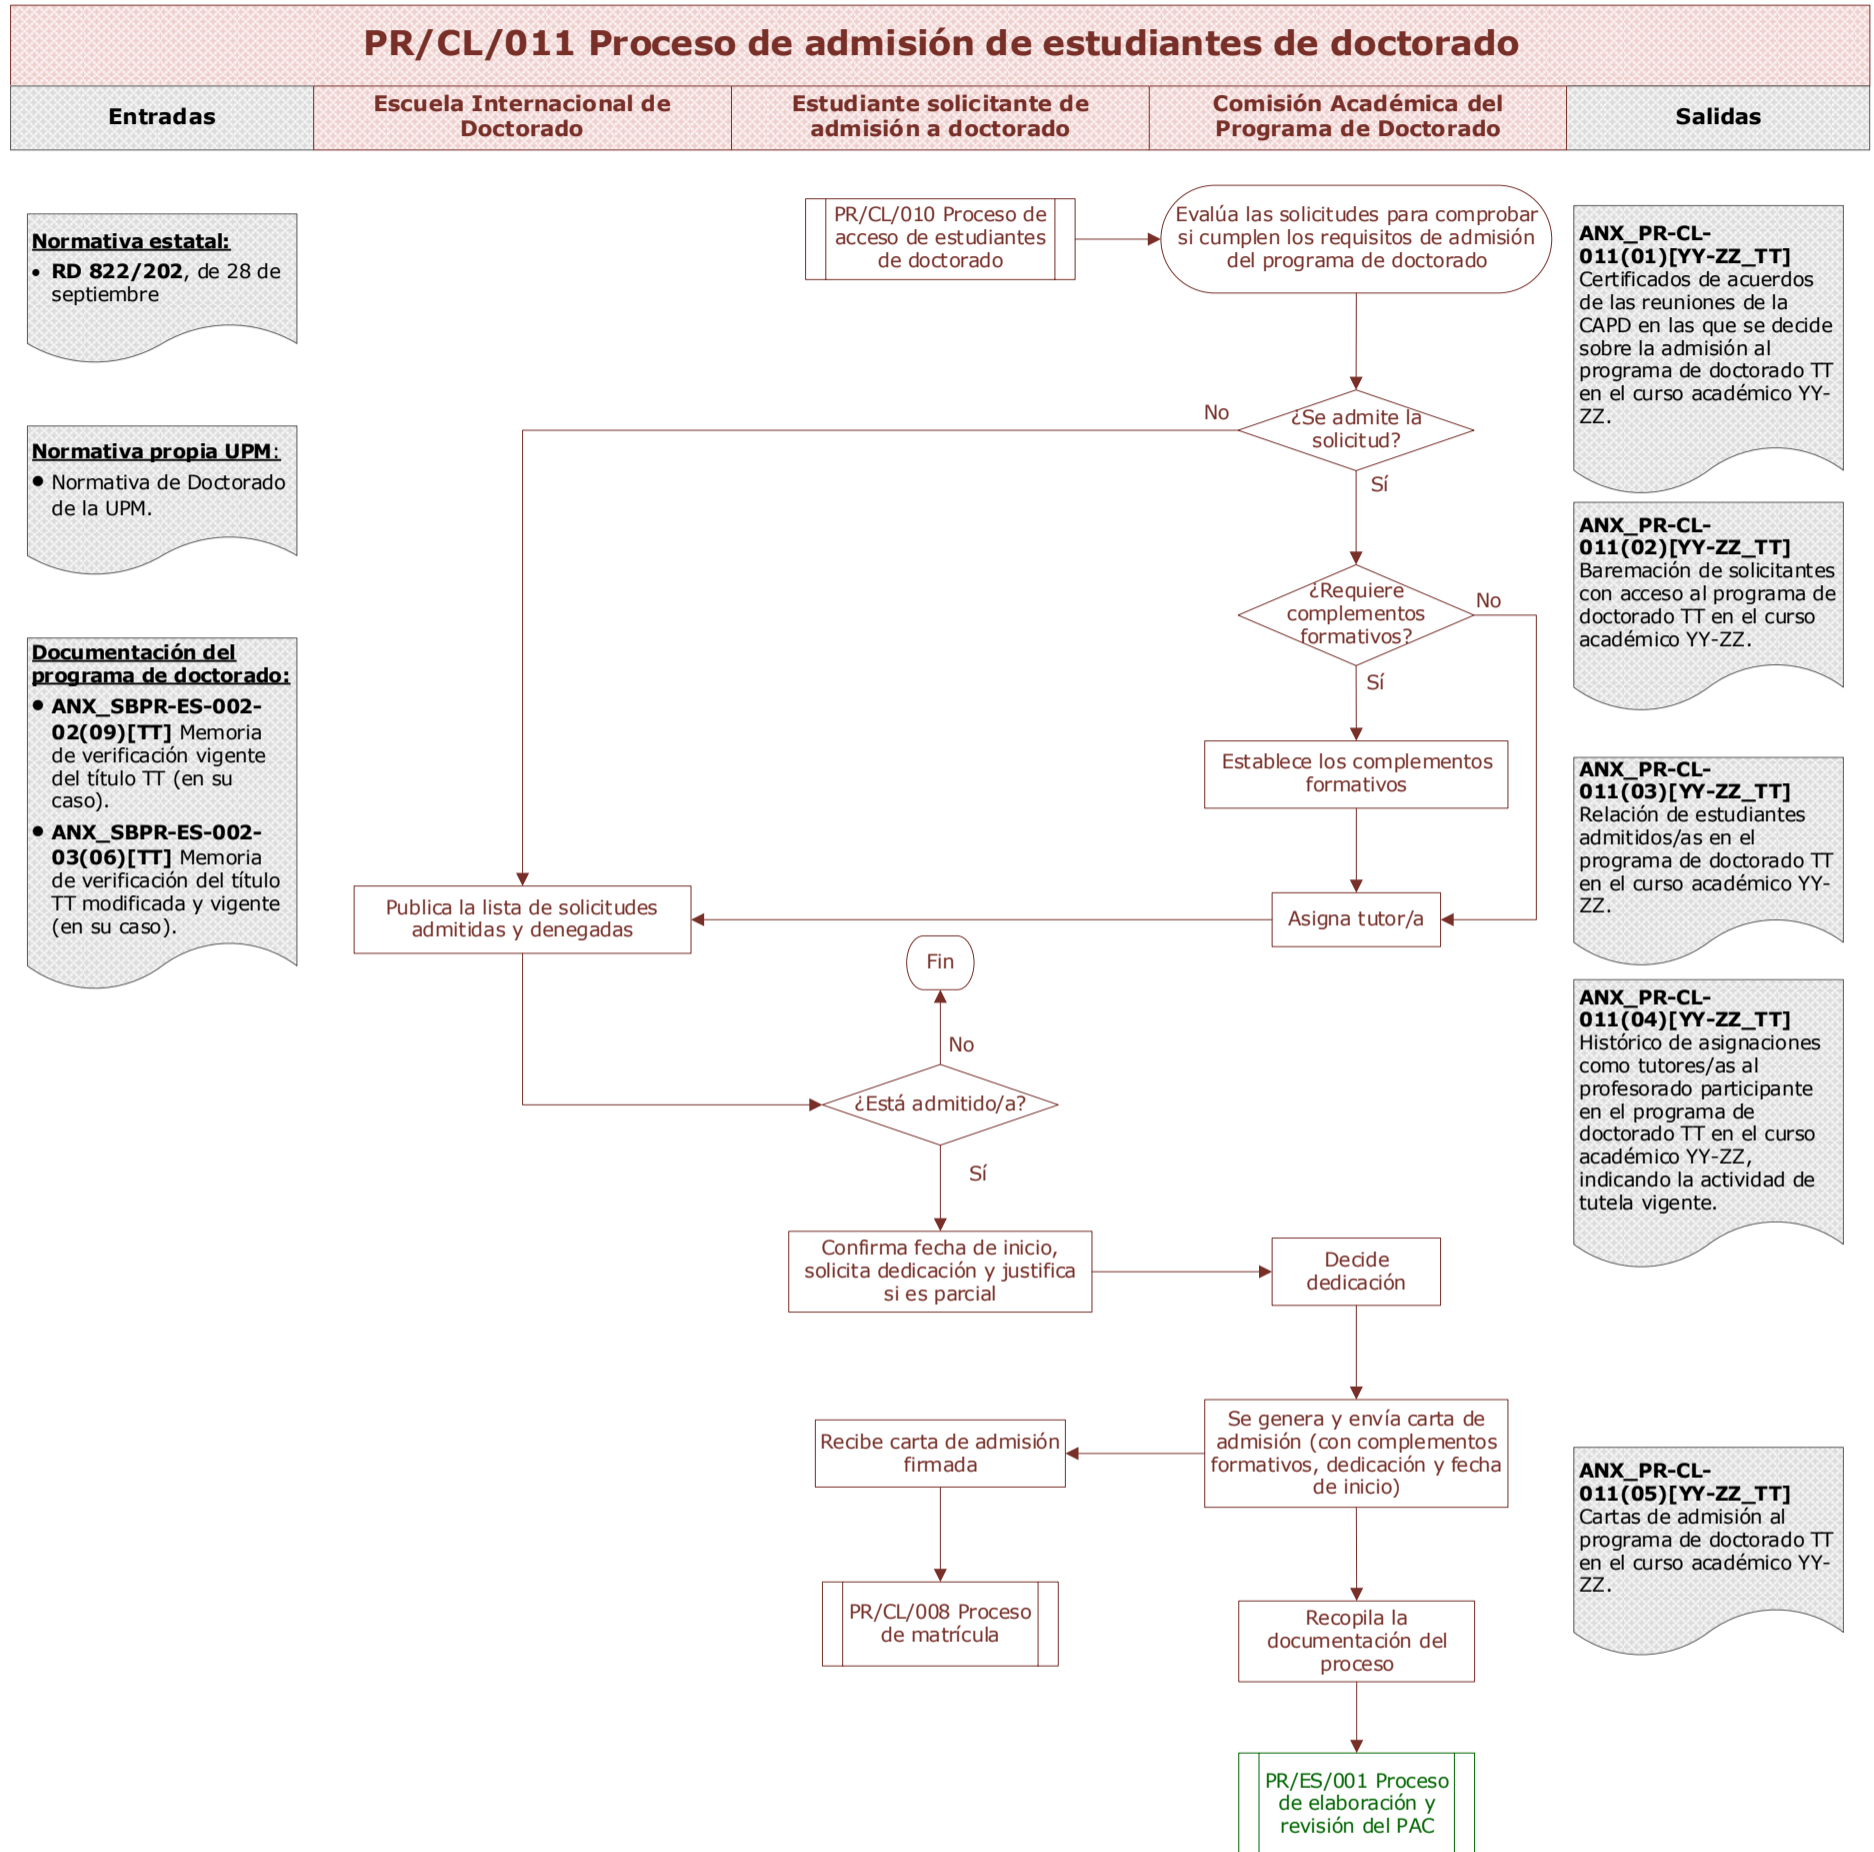 PR/CL/011 Proceso de admisión de estudiantes de doctorado
Entradas
Escuela Internacional de
Doctorado
Estudiante solicitante de
admisión a doctorado
Comisión Académica del
Programa de Doctorado
Salidas
Normativa estatal:
• RD 822/202, de 28 de
septiembre
Normativa propia UPM:
• Normativa de Doctorado
de la UPM.
Documentación del
programa de doctorado:
• ANX_SBPR-ES-002-
02(09)[TT] Memoria
de verificación vigente
del título TT (en su
caso).
• ANX_SBPR-ES-002-
03(06)[TT] Memoria
de verificación del título
TT modificada y vigente
(en su caso).
PR/CL/010 Proceso de
acceso de estudiantes
de doctorado
Evalúa las solicitudes para comprobar
si cumplen los requisitos de admisión
del programa de doctorado
¿Se admite la
solicitud?
No
Sí
¿Requiere
complementos
formativos?
No
Sí
Establece los complementos
formativos
Asigna tutor/a
Publica la lista de solicitudes
admitidas y denegadas
Fin
No
¿Está admitido/a?
Sí
Confirma fecha de inicio,
solicita dedicación y justifica
si es parcial
Decide
dedicación
Se genera y envía carta de
admisión (con complementos
formativos, dedicación y fecha
de inicio)
Recibe carta de admisión
firmada
PR/CL/008 Proceso
de matrícula
Recopila la
documentación del
proceso
PR/ES/001 Proceso
de elaboración y
revisión del PAC
ANX_PR-CL-
011(01)[YY-ZZ_TT]
Certificados de acuerdos
de las reuniones de la
CAPD en las que se decide
sobre la admisión al
programa de doctorado TT
en el curso académico YY-
ZZ.
ANX_PR-CL-
011(02)[YY-ZZ_TT]
Baremación de solicitantes
con acceso al programa de
doctorado TT en el curso
académico YY-ZZ.
ANX_PR-CL-
011(03)[YY-ZZ_TT]
Relación de estudiantes
admitidos/as en el
programa de doctorado TT
en el curso académico YY-
ZZ.
ANX_PR-CL-
011(04)[YY-ZZ_TT]
Histórico de asignaciones
como tutores/as al
profesorado participante
en el programa de
doctorado TT en el curso
académico YY-ZZ,
indicando la actividad de
tutela vigente.
ANX_PR-CL-
011(05)[YY-ZZ_TT]
Cartas de admisión al
programa de doctorado TT
en el curso académico YY-
ZZ.